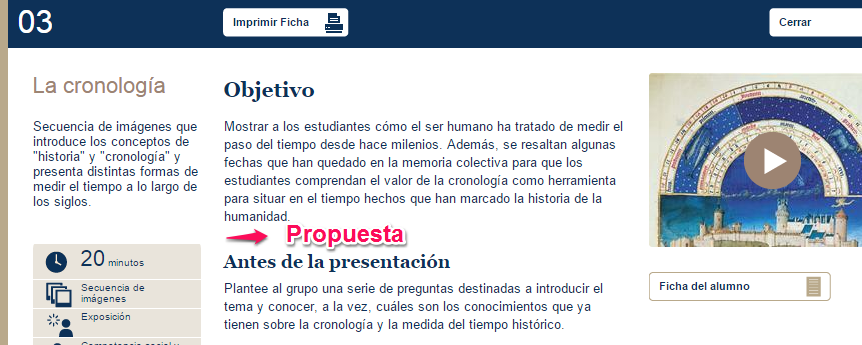 03
Imprimir Ficha
Cerrar
La cronología
Secuencia de imágenes que
introduce los conceptos de
"historia" y "cronología" y
presenta distintas formas de
medir el tiempo a lo largo de
los siglos.
20 minutos
Secuencia de
imágenes
Exposición
Objetivo
Mostrar a los estudiantes cómo el ser humano ha tratado de medir el
paso del tiempo desde hace milenios. Además, se resaltan algunas
fechas que han quedado en la memoria colectiva para que los
estudiantes comprendan el valor de la cronología como herramienta
para situar en el tiempo hechos que han marcado la historia de la
humanidad.
Propuesta
Antes de la presentación
Plantee al grupo una serie de preguntas destinadas a introducir el
tema y conocer, a la vez, cuáles son los conocimientos que ya
tienen sobre la cronología y la medida del tiempo histórico.
Ficha del alumno